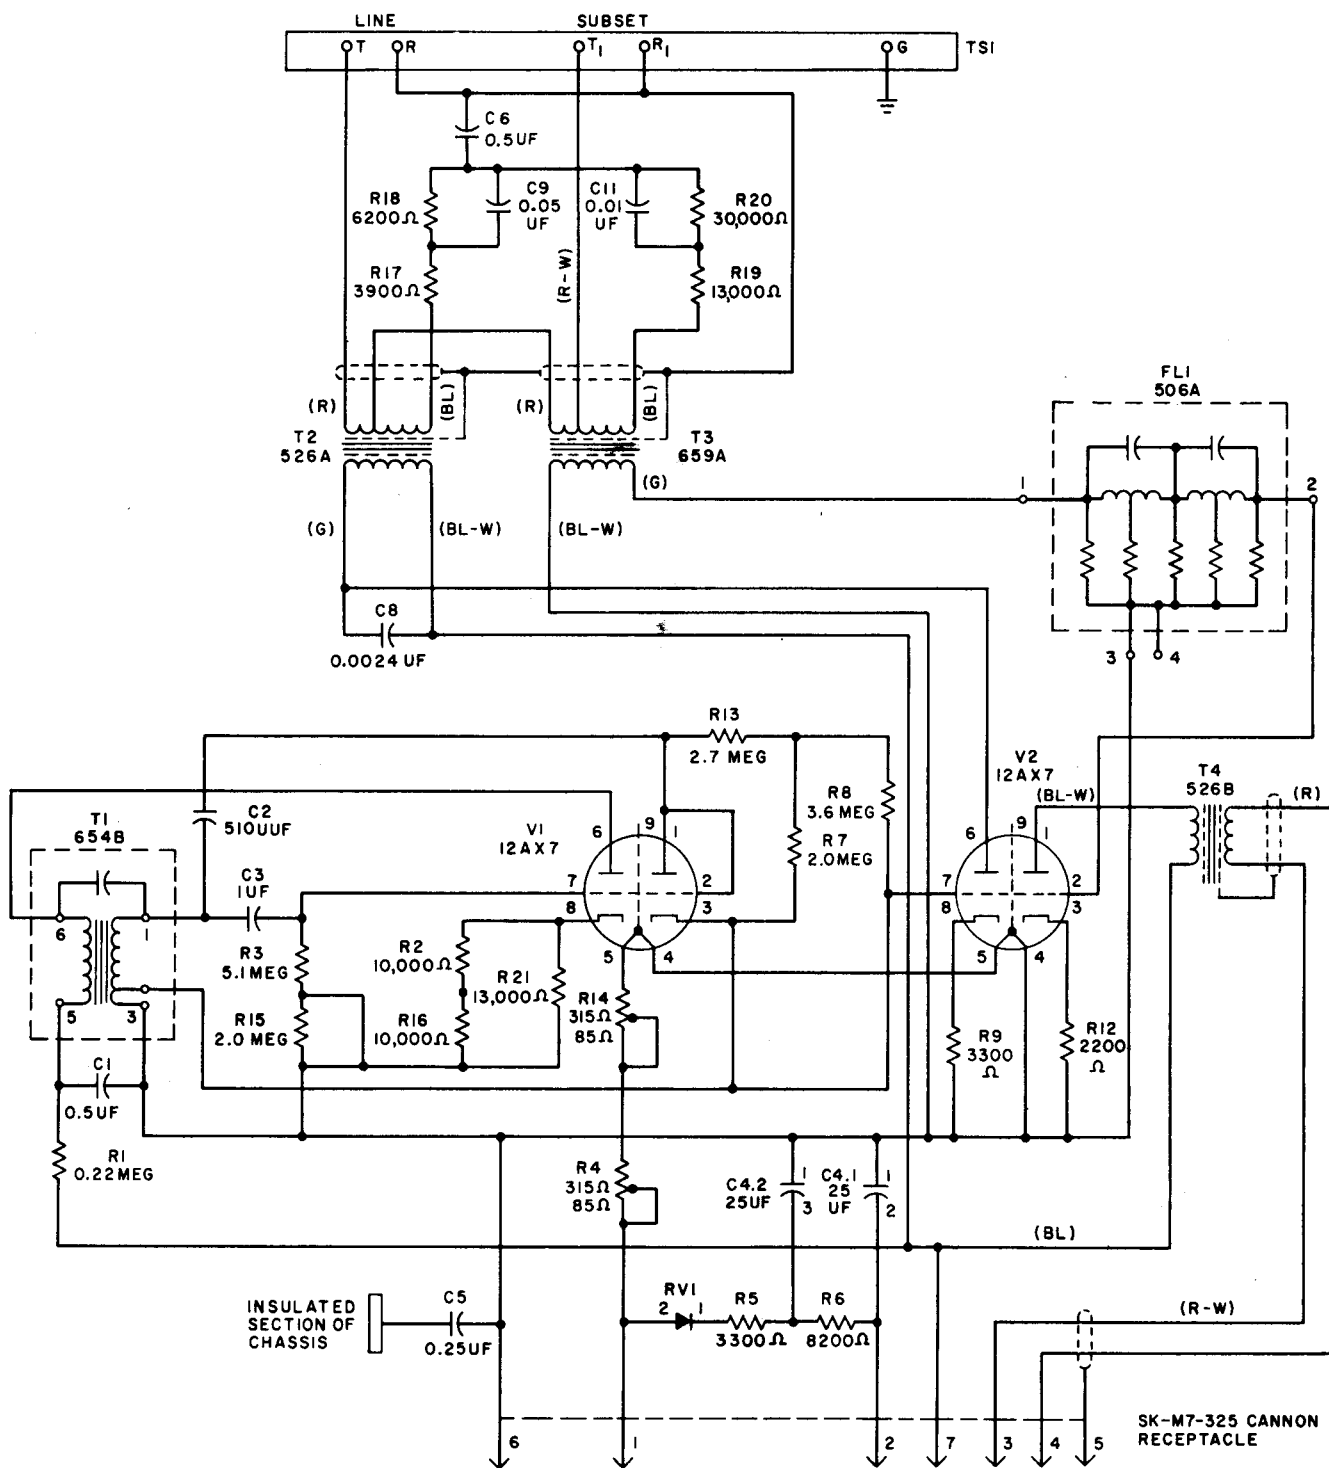 LINE SUBSET
T R T1 R1 G TS1
C6
0.5UF
R18
6200Ω
C9
0.05
UF
C11
0.01
UF
R20
30,000Ω
R17
3900Ω
(R-W)
R19
13,000Ω
(R) (BL) (R) (BL)
T2
526A
T3
659A
FL1
506A
(G)
1 2
(G) (BL-W) (BL-W)
C8
0.0024UF
3 4
R13
2.7 MEG
V2
12AX7
(BL-W)
T4
526B
(R)
R8
3.6 MEG
C2
510UUF
T1
654B
V1
12AX7
6 9 1
R7
2.0MEG
6 9 1
C3
1UF
7 2
8 3
7 2
8 3
6 1
R3
5.1MEG
R2
10,000Ω
R21
13,000Ω
5 4
5 4
5 3
R15
2.0 MEG
R16
10,000Ω
R14
315Ω
85Ω
R9
3300
Ω
R12
2200
Ω
C1
0.5UF
R1
0.22MEG
R4
315Ω
85Ω
C4.2
25UF
1
3
C4.1
25
UF
1
2
(BL)
INSULATED
SECTION OF
CHASSIS
C5
0.25UF
RV1
2 1
R5
3300Ω
R6
8200Ω
(R-W)
SK-M7-325 CANNON
RECEPTACLE
6 1 2 7 3 4 5